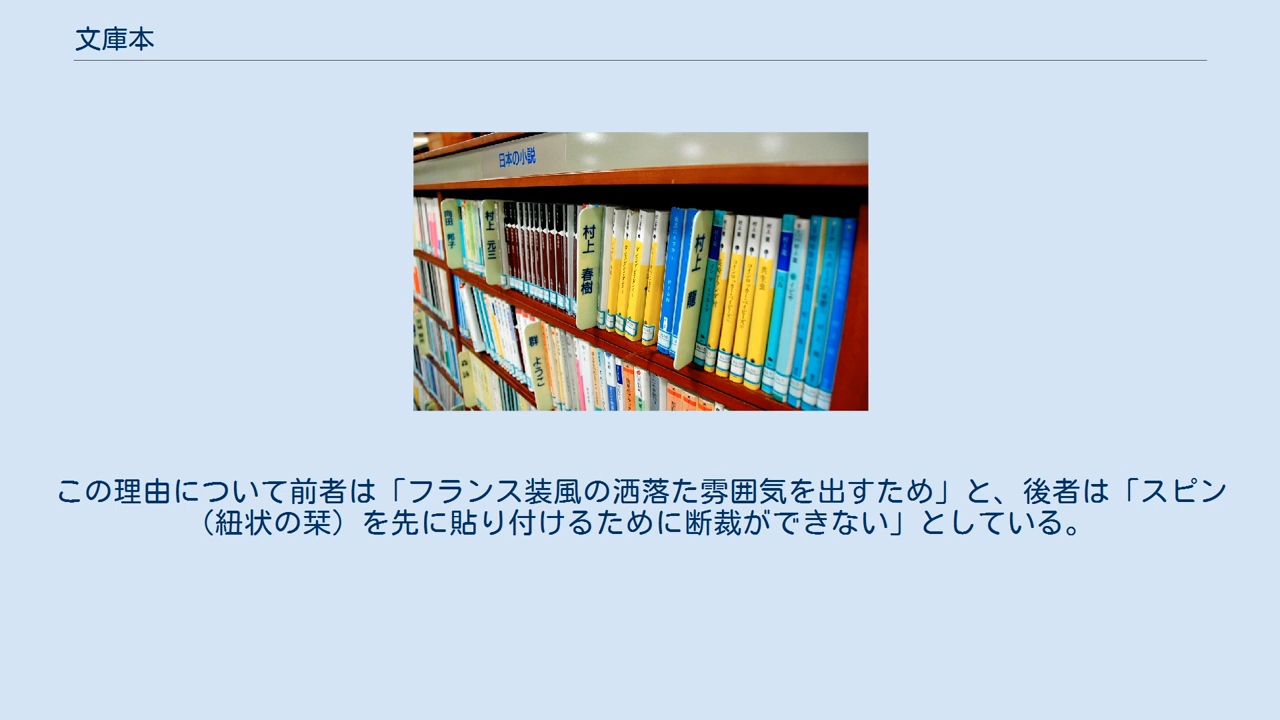 文庫本
日本の小説
向田 邦子
村上 元三
村上 春樹
村上 龍
群 ようこ
この理由について前者は「フランス装風の洒落た雰囲気を出すため」と、後者は「スピン
（紐状の栞）を先に貼り付けるために断裁ができない」としている。